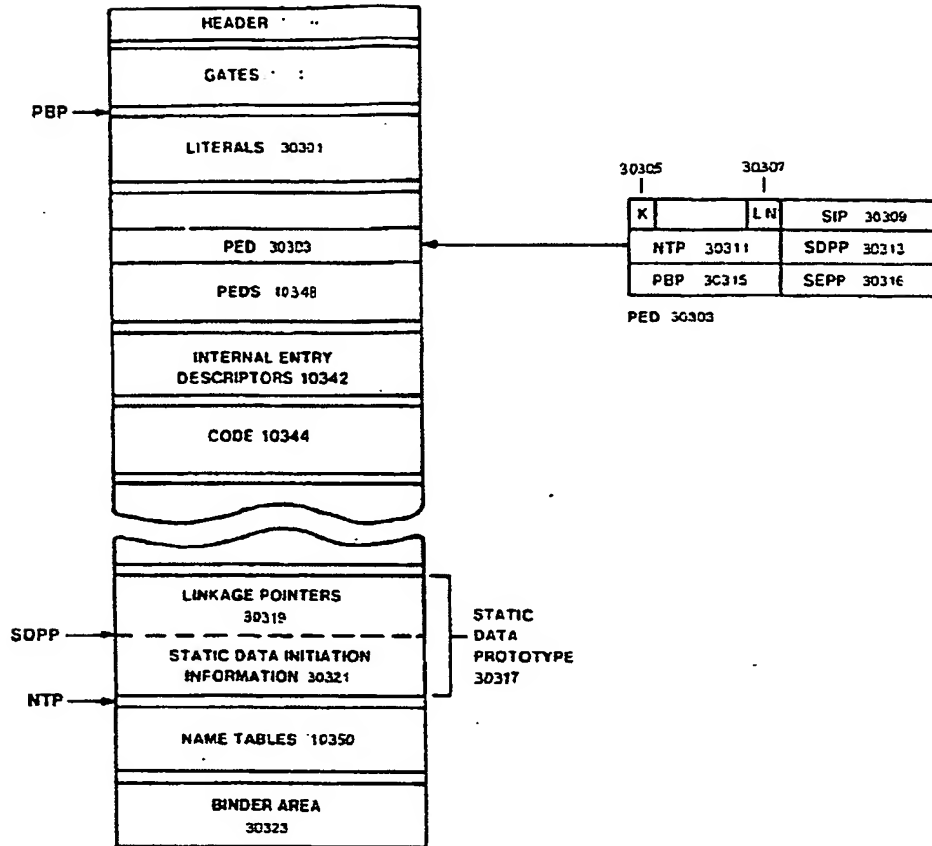 HEADER
GATES
PBP
LITERALS 30301
30305
30307
K
LN
SIP 30309
PED 30303
NTP 30311
SDPP 30313
PBP 30315
SEPP 30316
PED 30303
PEDS 10348
INTERNAL ENTRY
DESCRIPTORS 10342
CODE 10344
LINKAGE POINTERS
30319
SDPP
STATIC DATA INITIATION
INFORMATION 30321
STATIC
DATA
PROTOTYPE
30317
NTP
NAME TABLES 10350
BINDER AREA
30323